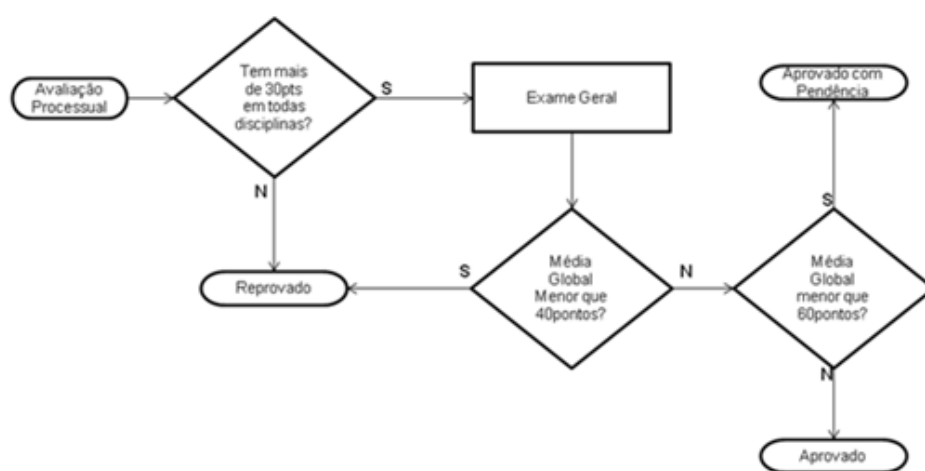 Avaliação
Processual
Tem mais
de 30pts
em todas
disciplinas?
S
N
Exame Geral
Aprovado com
Pendência
Reprovado
S
Média
Global
Menor que
40pontos?
N
S
Média
Global
menor que
60pontos?
N
Aprovado